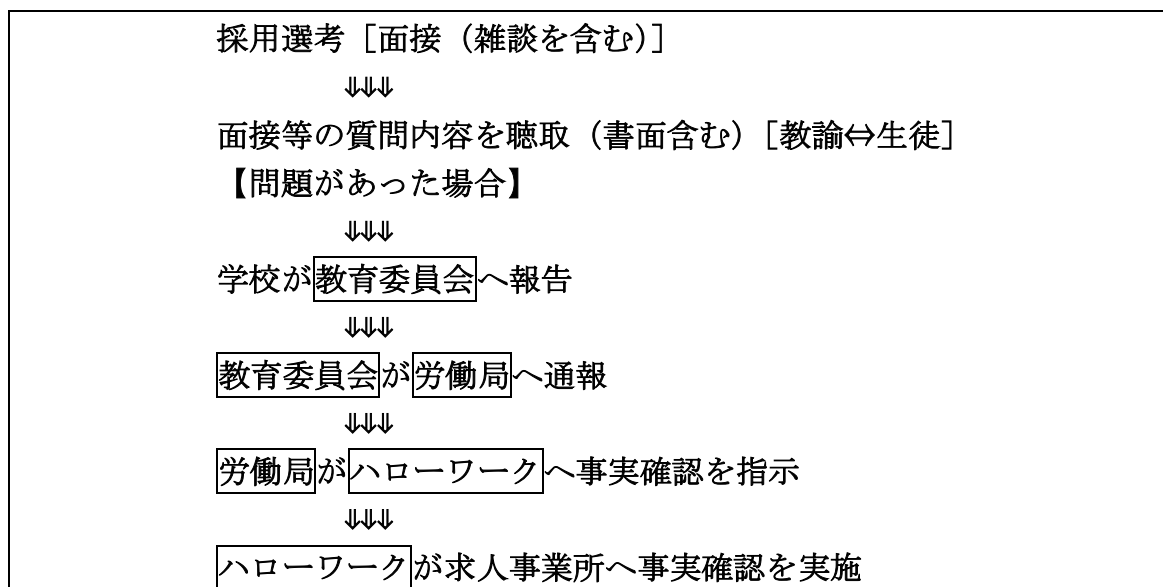 採用選考［面接（雑談を含む）］
⇓⇓⇓
面接等の質問内容を聴取（書面含む）［教諭⇔生徒］
【問題があった場合】
⇓⇓⇓
学校が教育委員会へ報告
⇓⇓⇓
教育委員会が労働局へ通報
⇓⇓⇓
労働局がハローワークへ事実確認を指示
⇓⇓⇓
ハローワークが求人事業所へ事実確認を実施